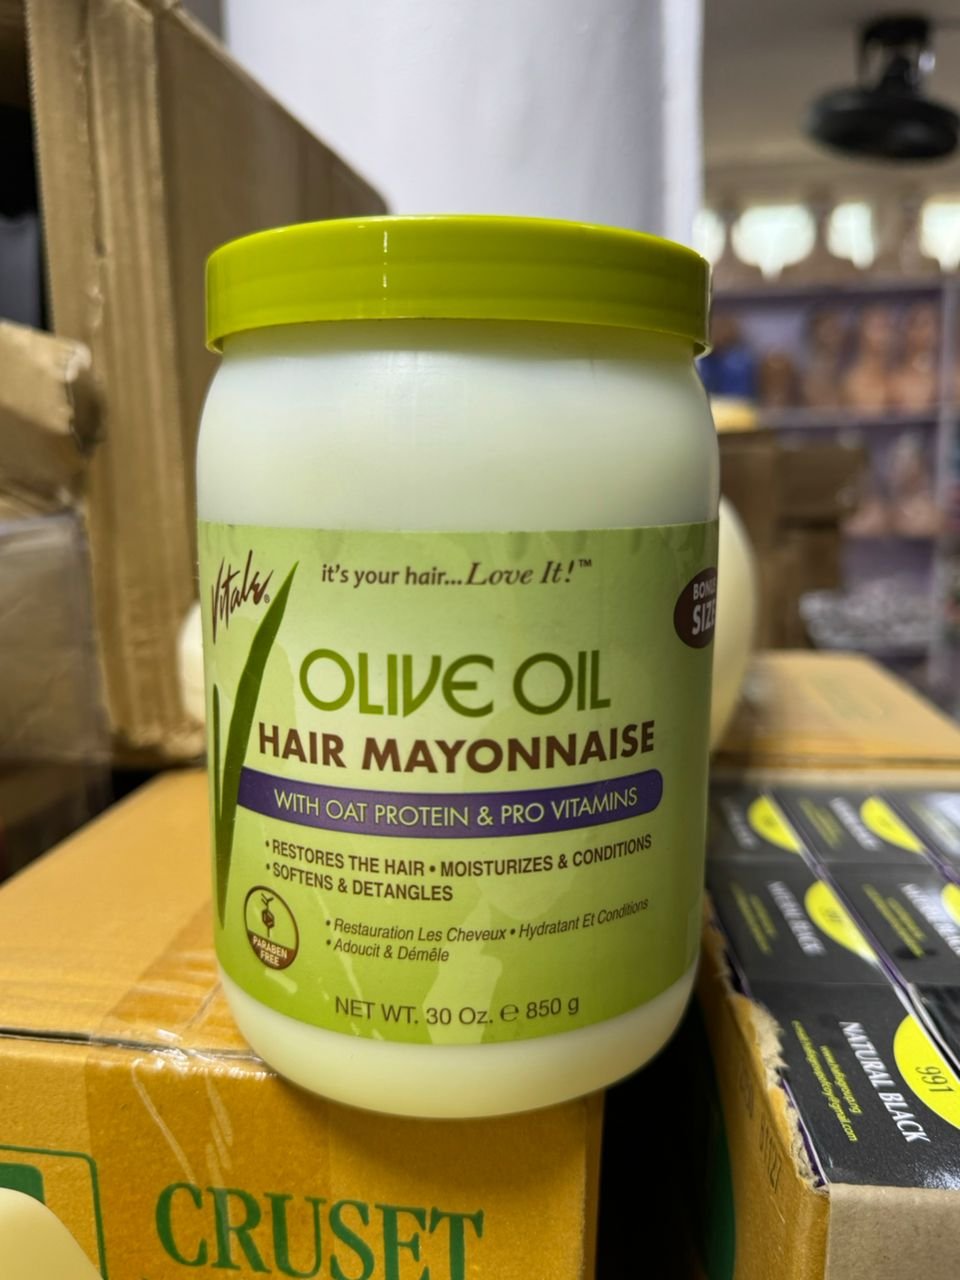 Vitale®
it's your hair...Love It!™
BONUS
SIZE
OLIVE OIL
HAIR MAYONNAISE
WITH OAT PROTEIN & PRO VITAMINS
• RESTORES THE HAIR • MOISTURIZES & CONDITIONS
• SOFTENS & DETANGLES
PARABEN
FREE
• Restauration Les Cheveux • Hydratant Et Conditions
• Adoucit & Démêle
NET WT. 30 Oz. ℮ 850 g
CRUSET
NATURAL BLACK
991